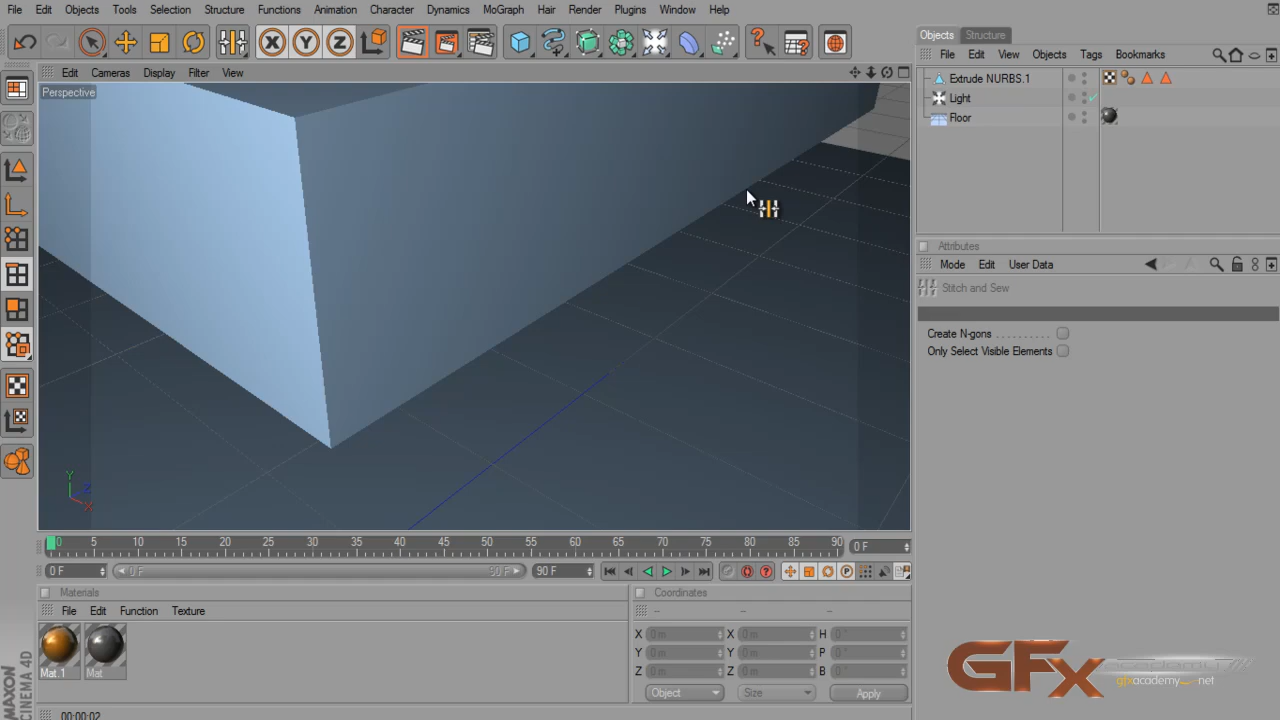 File Edit Objects Tools Selection Structure Functions Animation Character Dynamics MoGraph Hair Render Plugins Window Help
Objects Structure
File Edit View Objects Tags Bookmarks
Edit Cameras Display Filter View
Perspective
Extrude NURBS.1
Light
Floor
Attributes
Mode Edit User Data
Stitch and Sew
Create N-gons
Only Select Visible Elements
X Y Z
Y
Z
X
0 5 10 15 20 25 30 35 40 45 50 55 60 65 70 75 80 85 90 0 F
0 F 0 F 90 F 90 F
Materials
File Edit Function Texture
Mat.1 Mat
Coordinates
-- -- --
X 0 m X 0 m H 0 °
Y 0 m Y 0 m P 0 °
Z 0 m Z 0 m B 0 °
Object Size Apply
MAXON
CINEMA 4D
00:00:02
GFx academy
gfxacademy.net